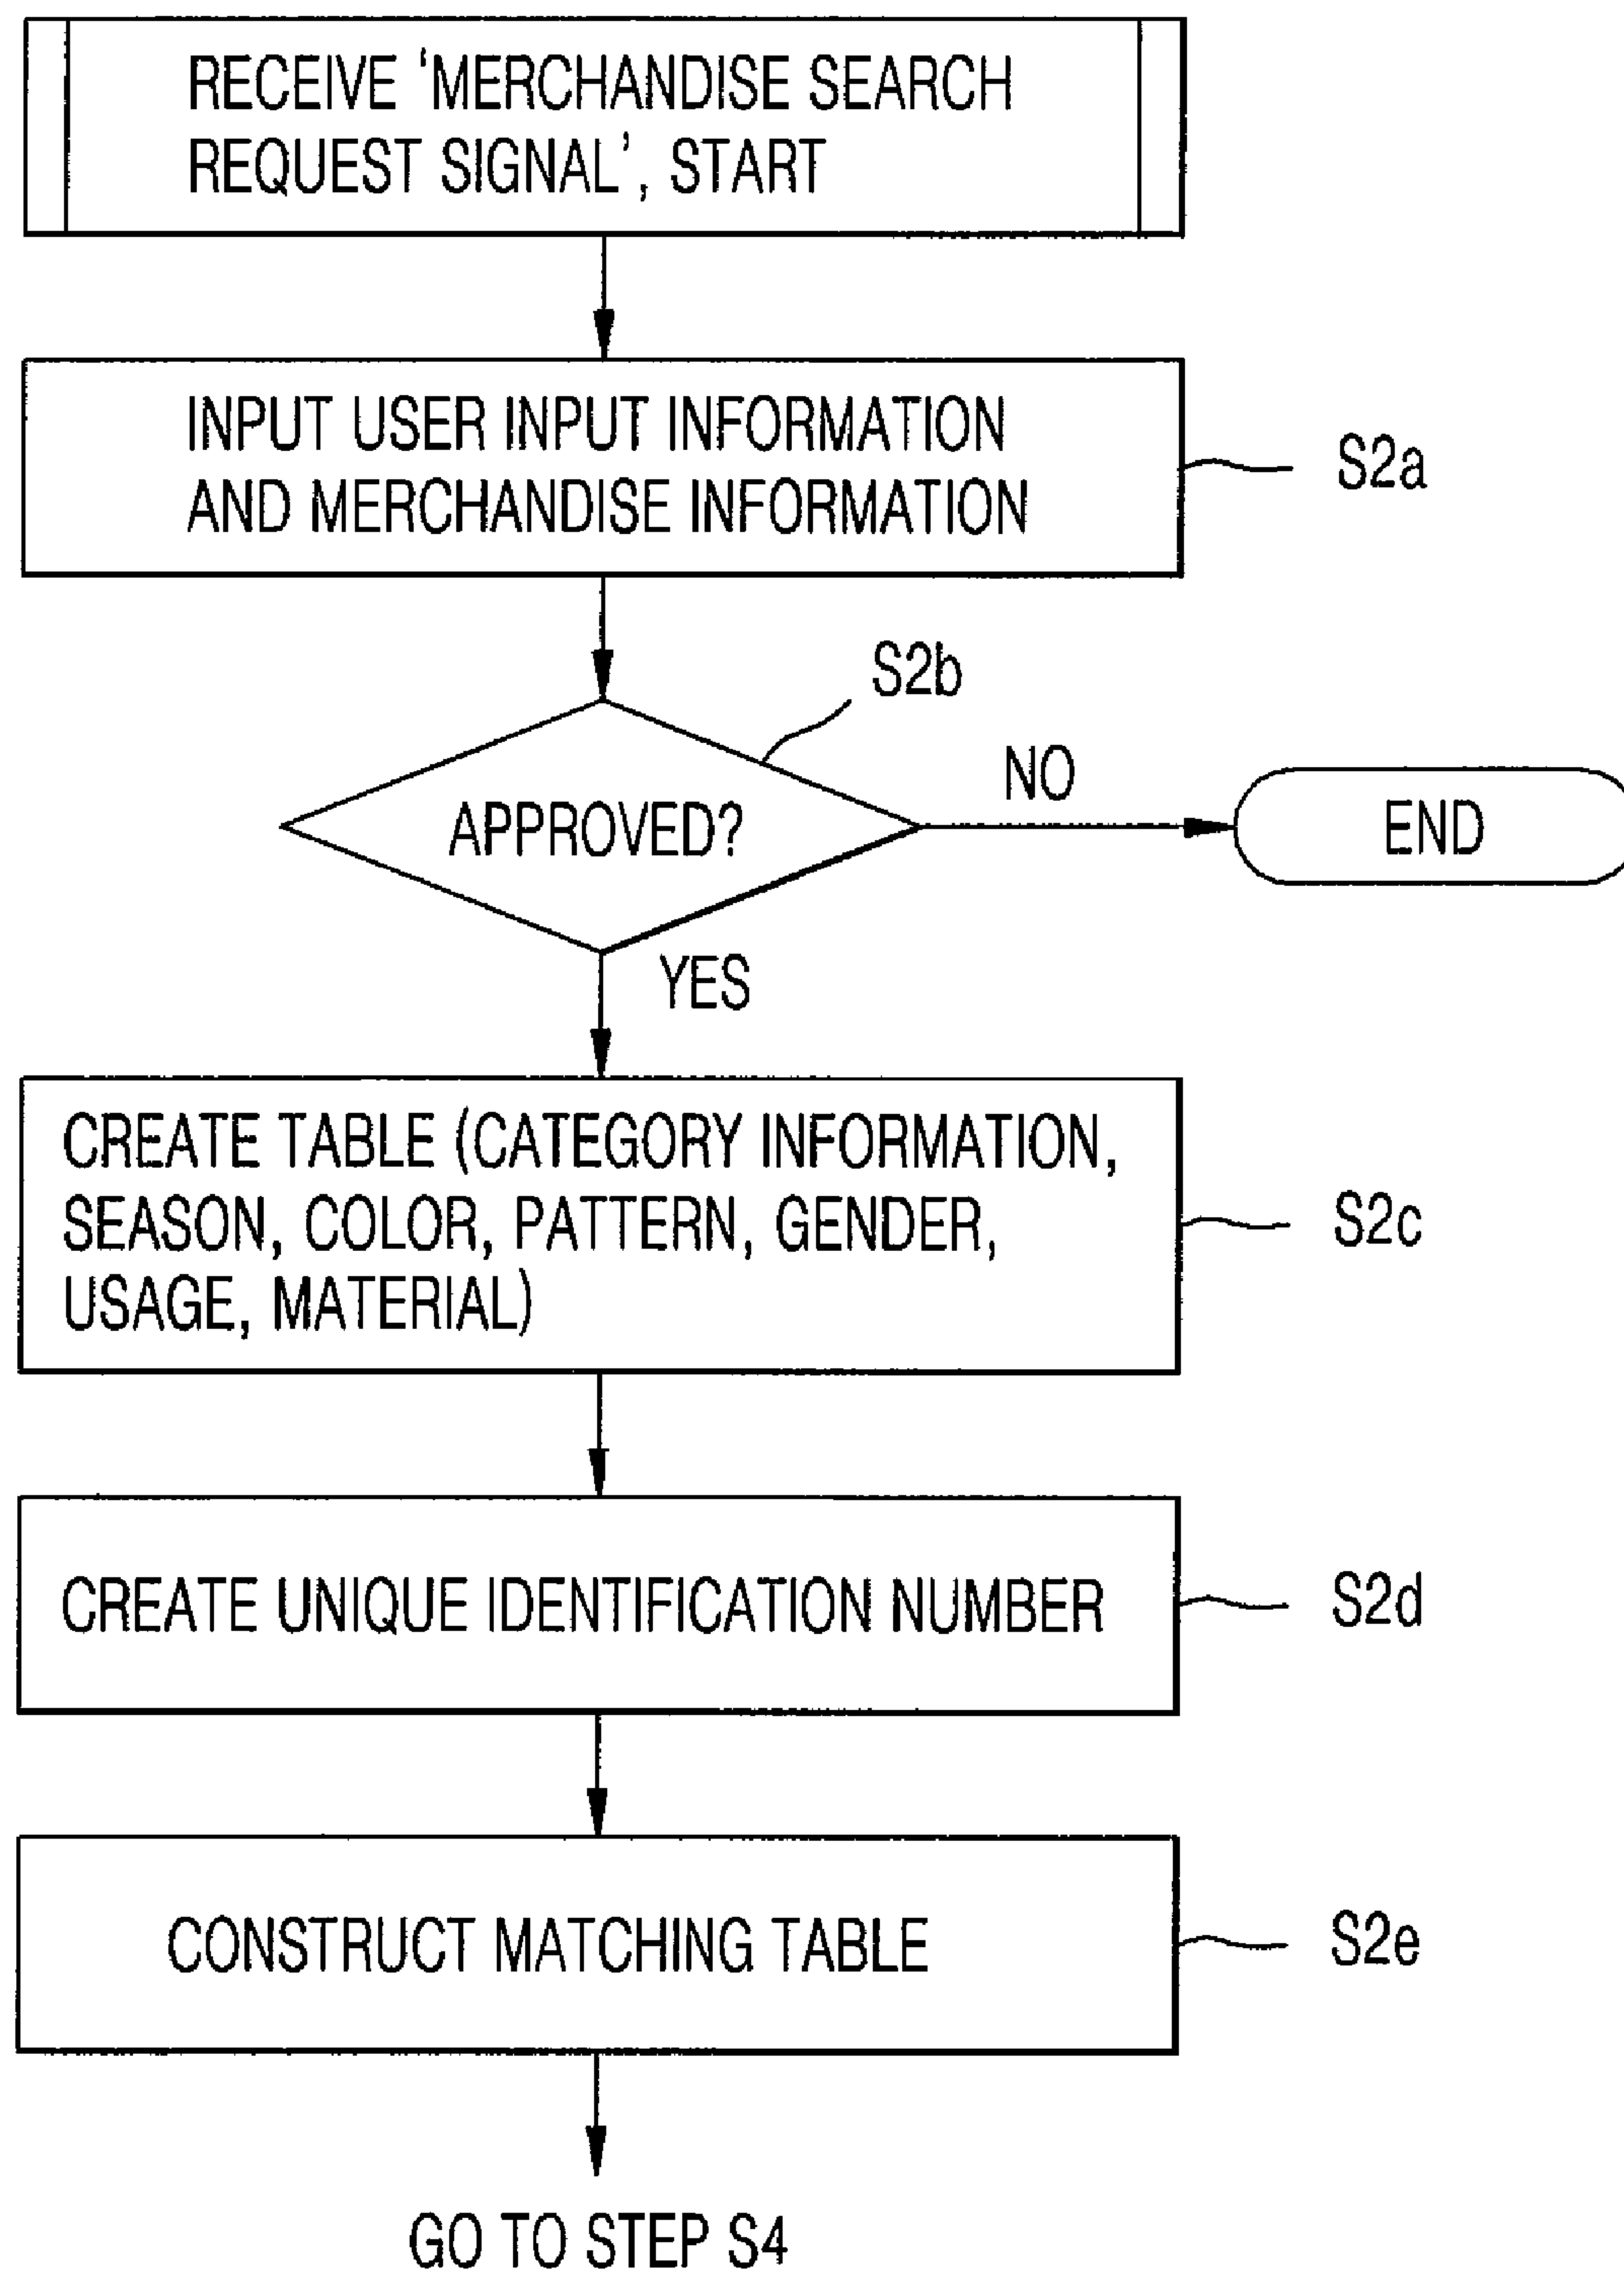 RECEIVE 'MERCHANDISE SEARCH
REQUEST SIGNAL', START
INPUT USER INPUT INFORMATION
AND MERCHANDISE INFORMATION
S2a
S2b
APPROVED?
NO
END
YES
CREATE TABLE (CATEGORY INFORMATION,
SEASON, COLOR, PATTERN, GENDER,
USAGE, MATERIAL)
S2c
CREATE UNIQUE IDENTIFICATION NUMBER
S2d
CONSTRUCT MATCHING TABLE
S2e
GO TO STEP S4